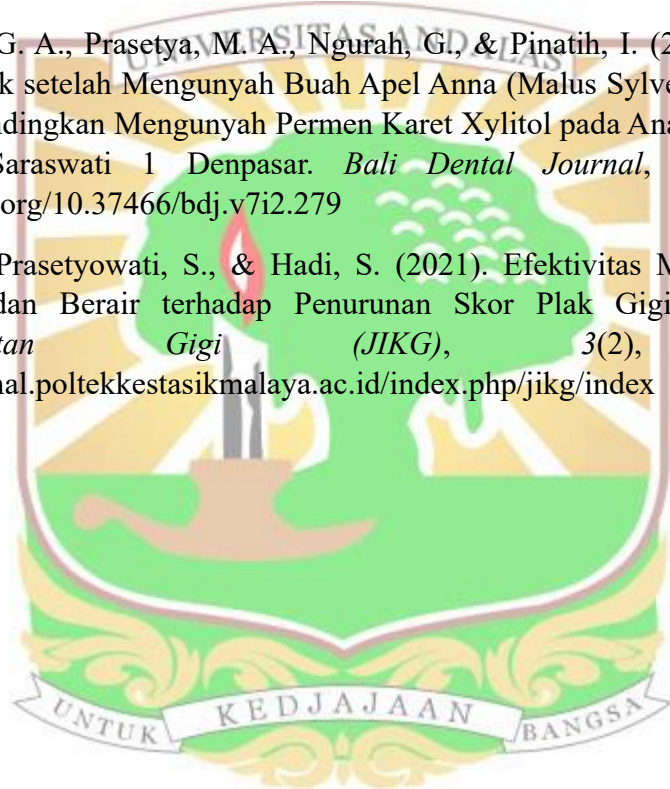 G. A., Prasetya, M. A., Ngurah, G., & Pinatih, I. (2
UNIVERSITAS ANDALAS
k setelah Mengunyah Buah Apel Anna (Malus Sylve
ndingkan Mengunyah Permen Karet Xylitol pada Ana
Saraswati 1 Denpasar. Bali Dental Journal,
org/10.37466/bdj.v7i2.279
Prasetyowati, S., & Hadi, S. (2021). Efektivitas M
dan Berair terhadap Penurunan Skor Plak Gigi
tan Gigi (JIKG), 3(2),
nal.poltekkestasikmalaya.ac.id/index.php/jikg/index
UNTUK KEDJAJAAN BANGSA